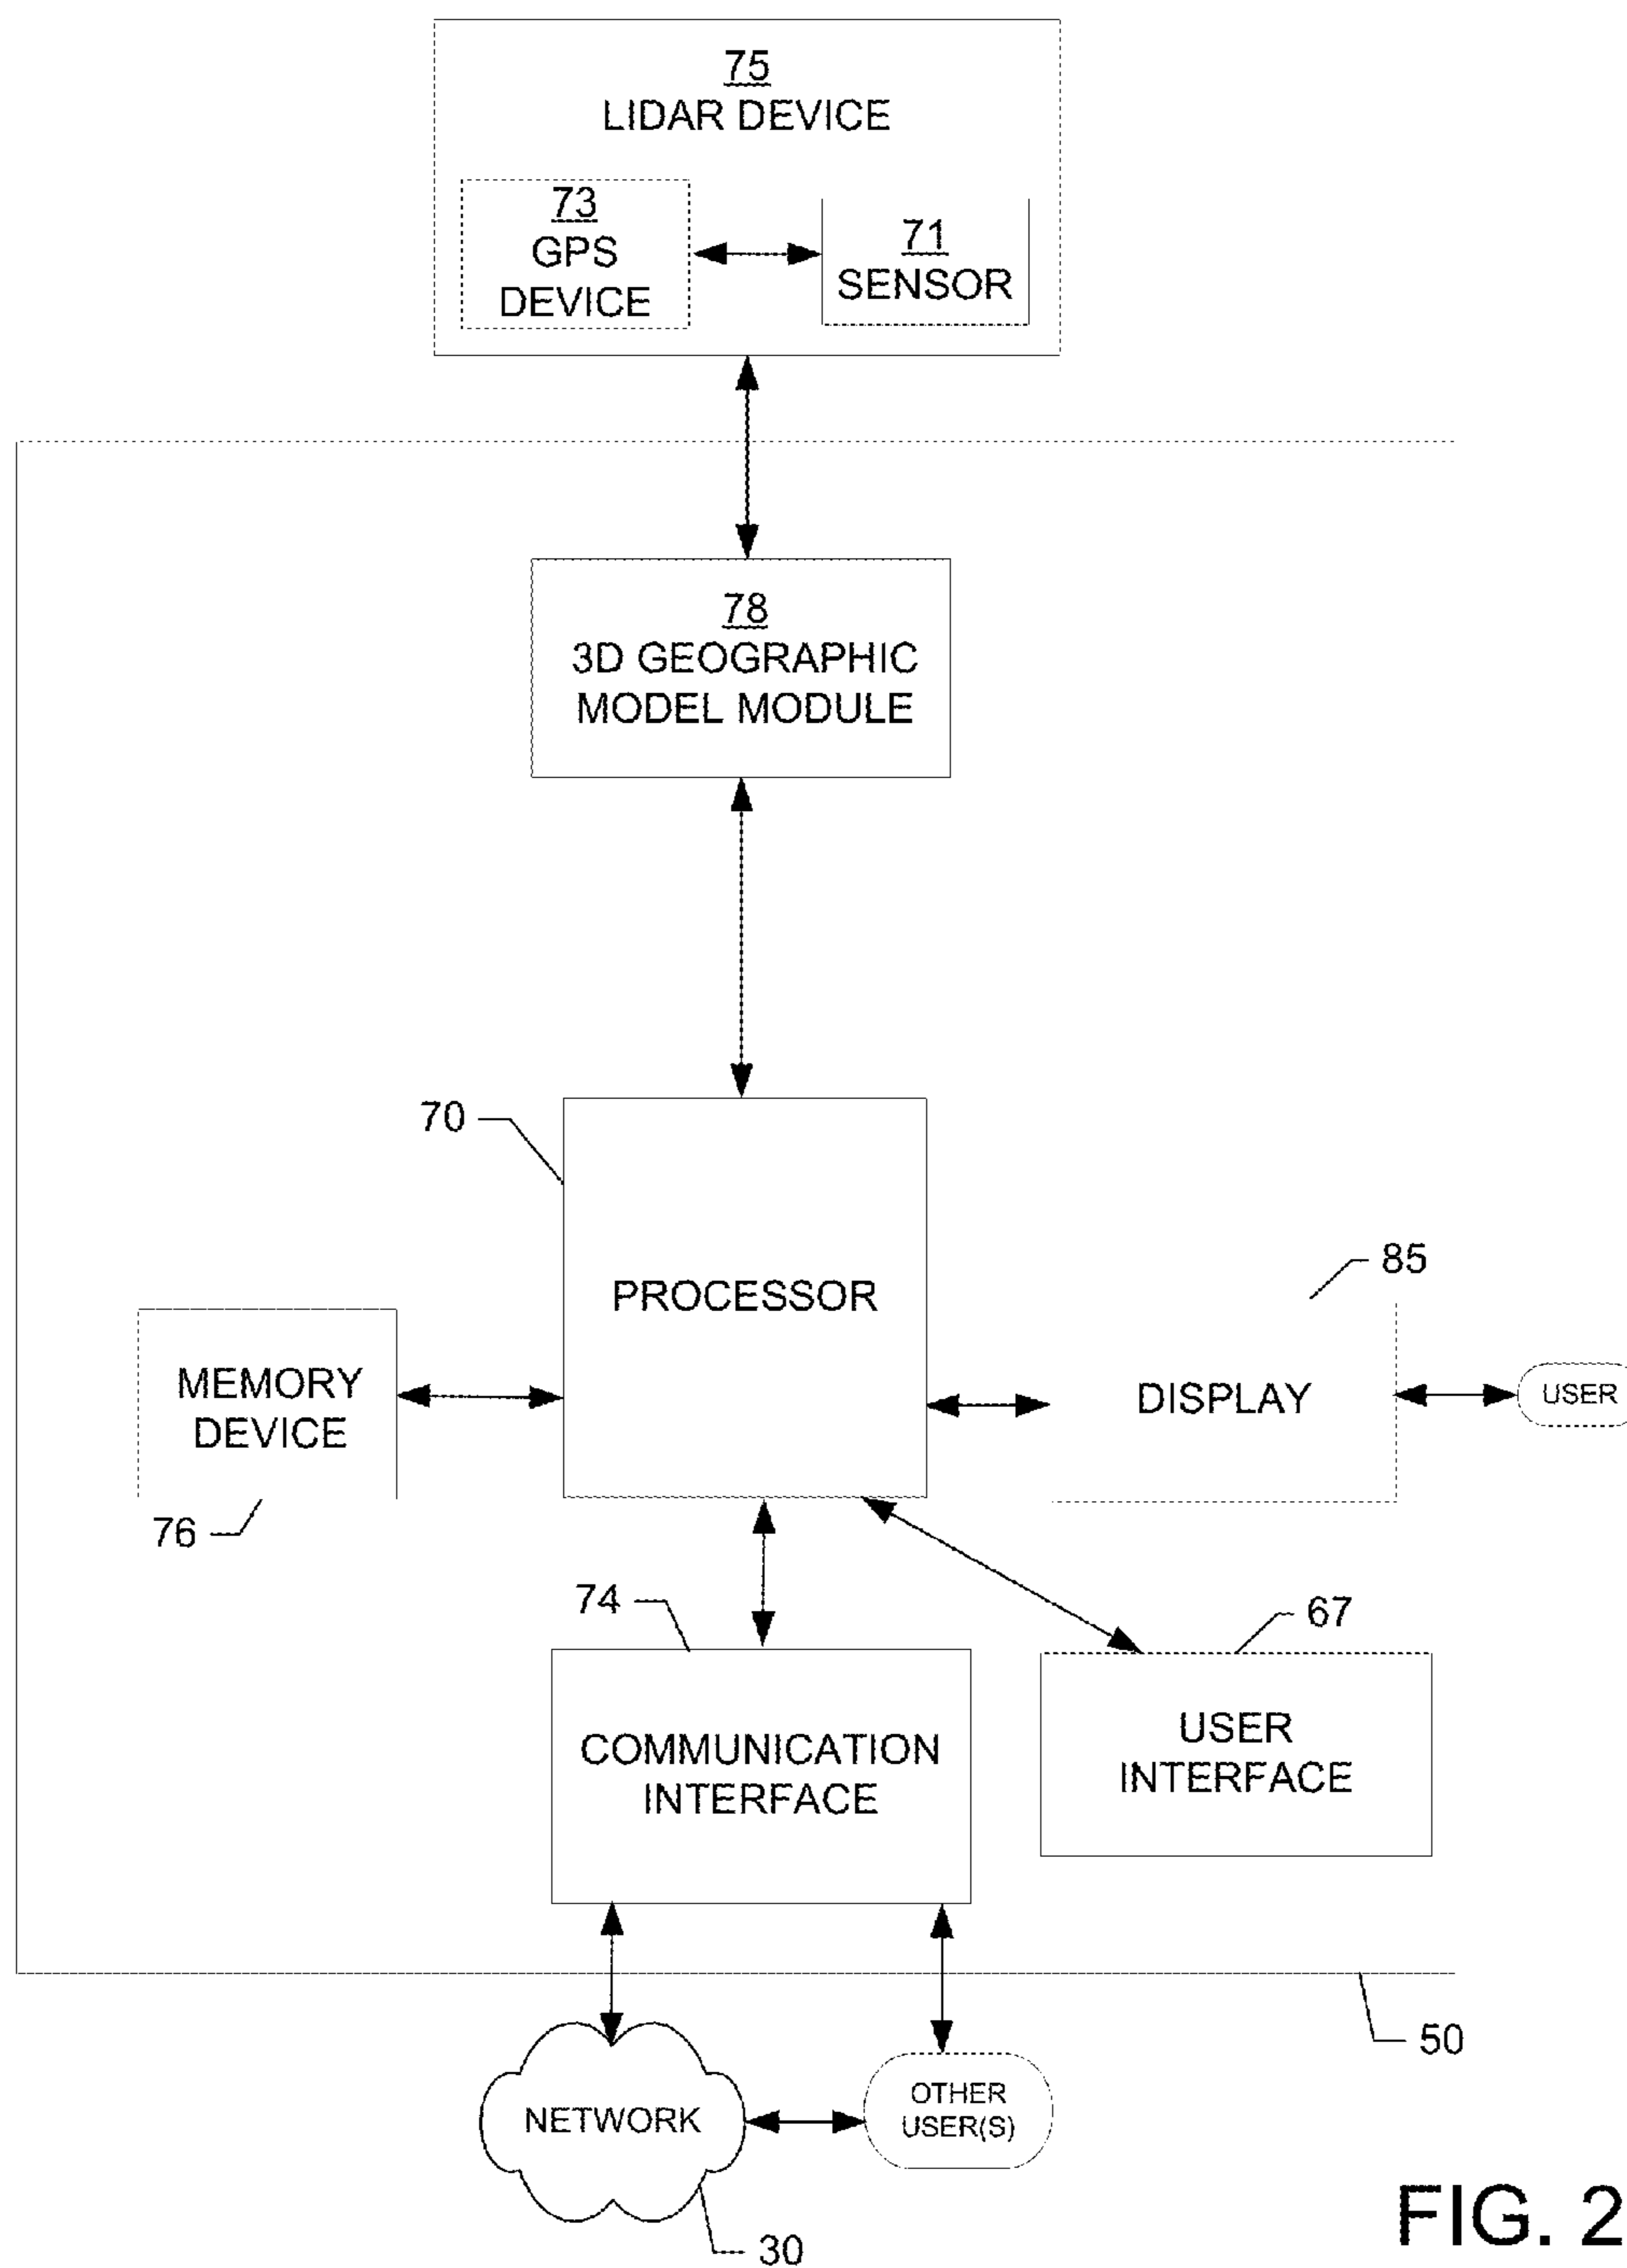 75
LIDAR DEVICE
73
GPS
DEVICE
71
SENSOR
78
3D GEOGRAPHIC
MODEL MODULE
70
PROCESSOR
85
MEMORY
DEVICE
DISPLAY
USER
76
74
67
COMMUNICATION
INTERFACE
USER
INTERFACE
50
NETWORK
OTHER
USER(S)
30
FIG. 2